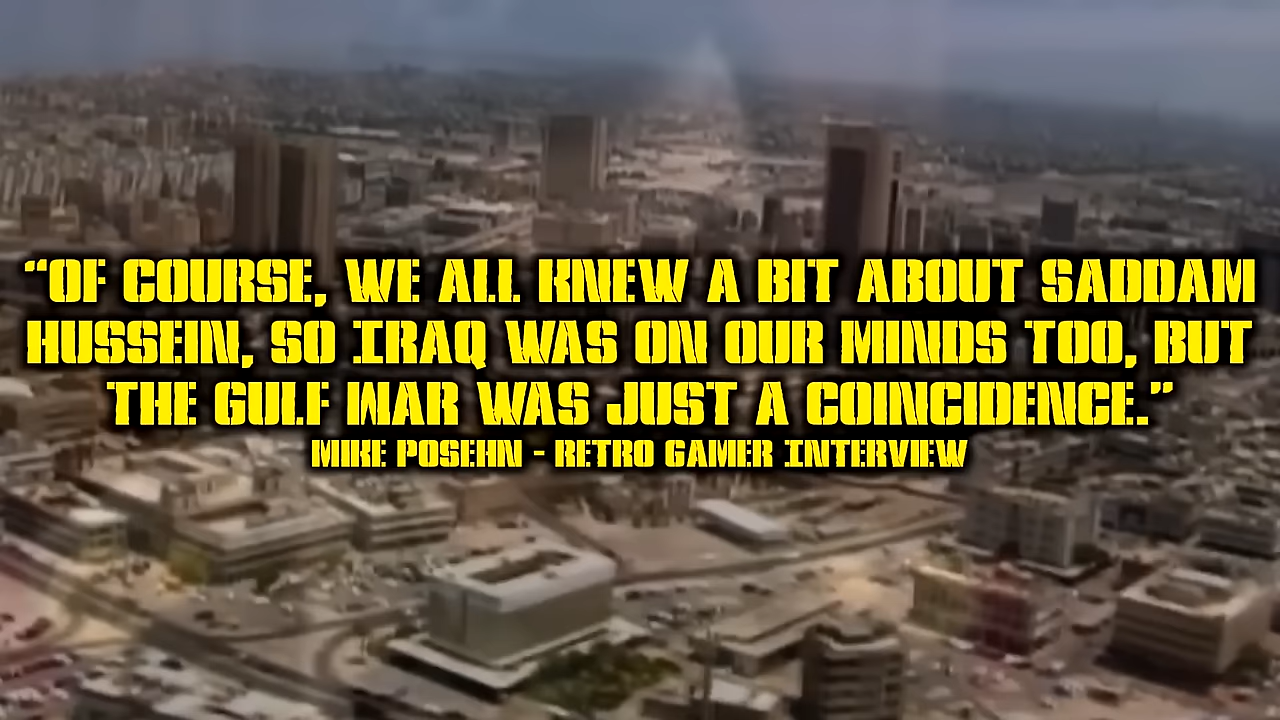 “OF COURSE, WE ALL KNEW A BIT ABOUT SADDAM
HUSSEIN, SO IRAQ WAS ON OUR MINDS TOO, BUT
THE GULF WAR WAS JUST A COINCIDENCE.”
MIKE POSEHN - RETRO GAMER INTERVIEW